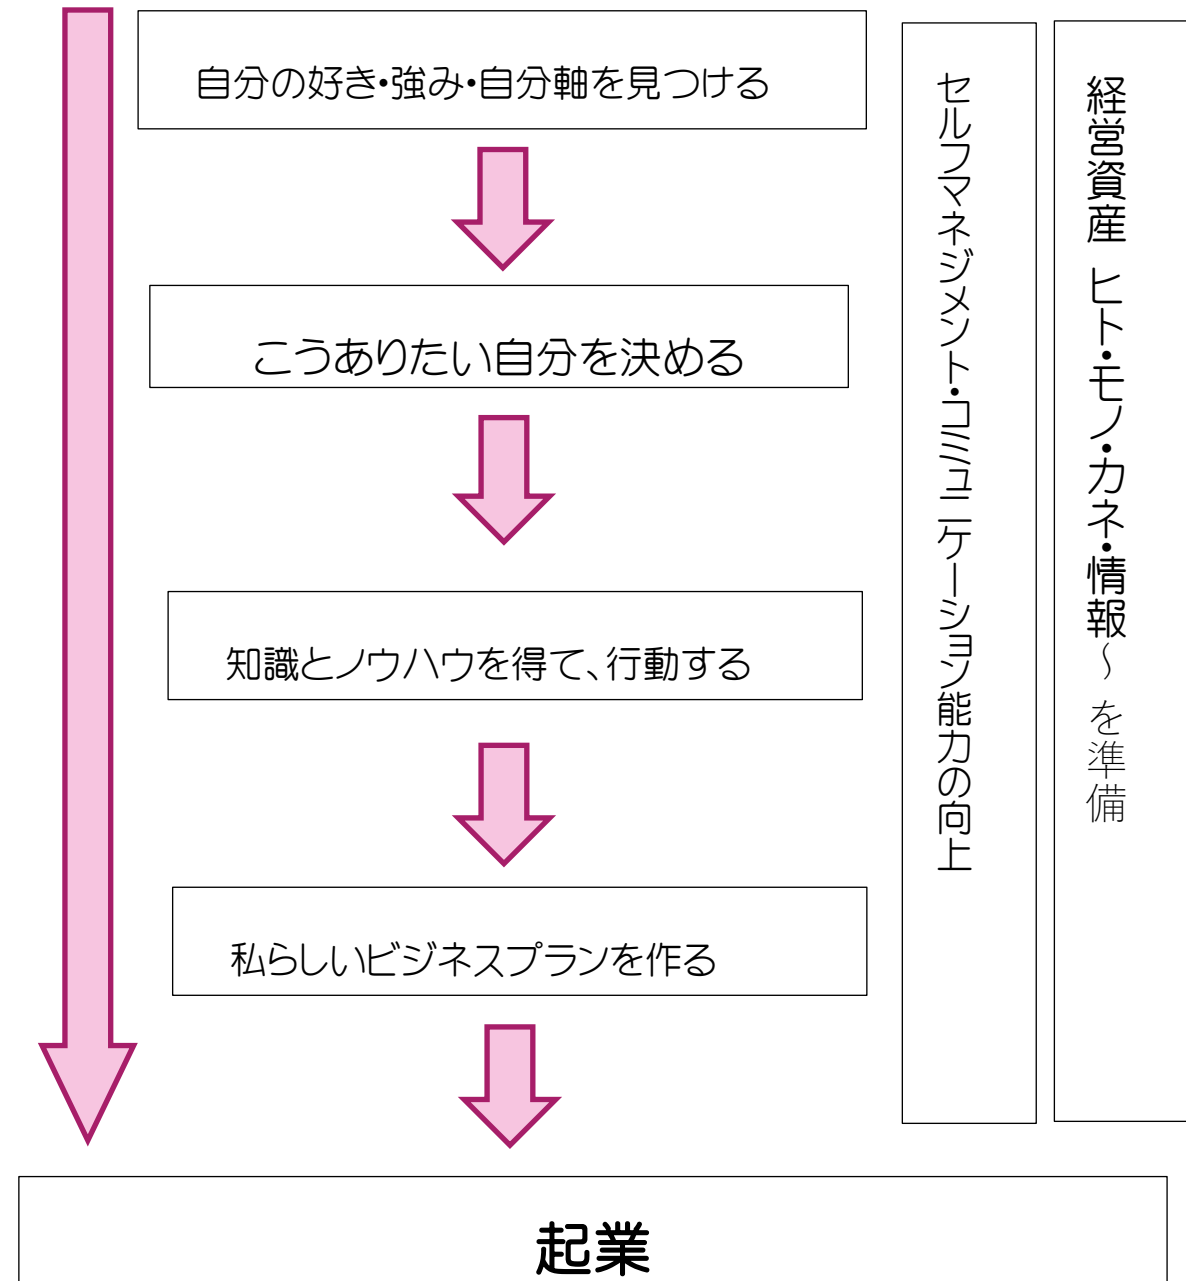 自分の好き・強み・自分軸を見つける
こうありたい自分を決める
知識とノウハウを得て、行動する
私らしいビジネスプランを作る
セルフマネジメント・コミュニケーション能力の向上
経営資産 ヒト・モノ・カネ・情報~を準備
起業